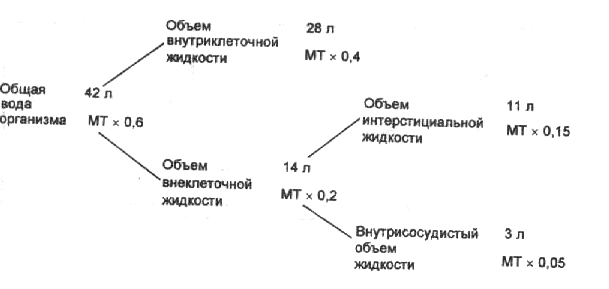 Объем
внутриклеточной
жидкости
28 л
МТ × 0,4
Общая
вода
организма
42 л
МТ × 0,6
Объем
интерстициальной
жидкости
11 л
МТ × 0,15
Объем
внеклеточной
жидкости
14 л
МТ × 0,2
Внутрисосудистый
объем
жидкости
3 л
МТ × 0,05